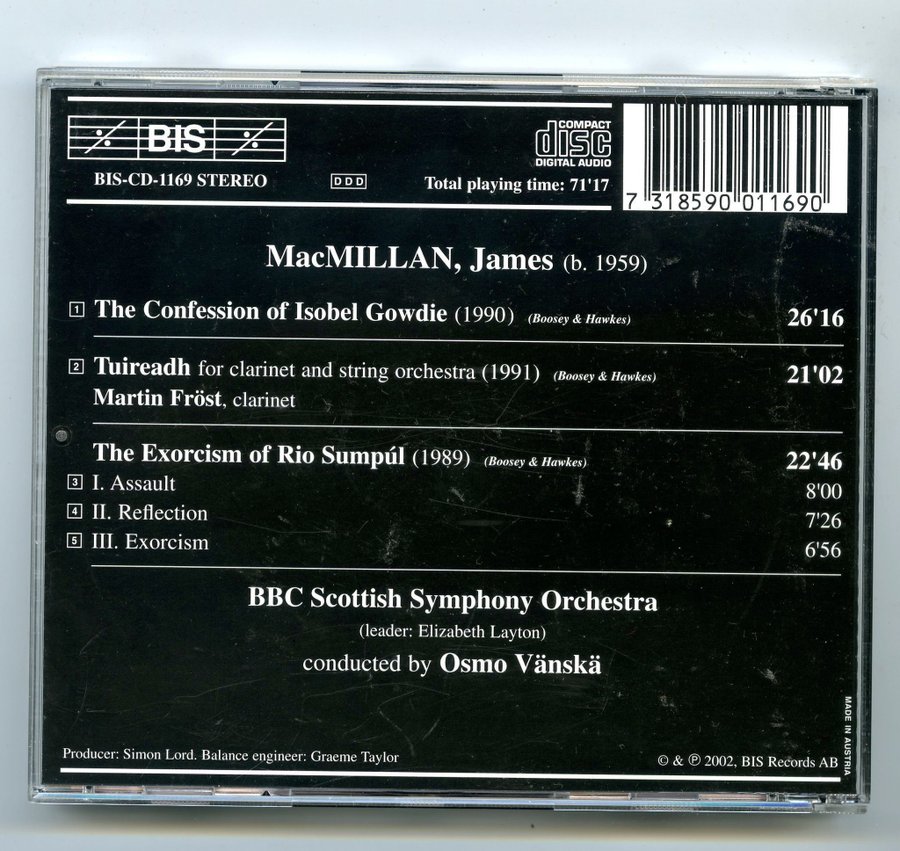 BIS
COMPACT
disc
DIGITAL AUDIO
BIS-CD-1169 STEREO
DDD
Total playing time: 71'17
7 318590 011690
MacMILLAN, James (b. 1959)
1 The Confession of Isobel Gowdie (1990) (Boosey & Hawkes) 26'16
2 Tuireadh for clarinet and string orchestra (1991) (Boosey & Hawkes) 21'02
Martin Fröst, clarinet
The Exorcism of Rio Sumpúl (1989) (Boosey & Hawkes) 22'46
3 I. Assault 8'00
4 II. Reflection 7'26
5 III. Exorcism 6'56
BBC Scottish Symphony Orchestra
(leader: Elizabeth Layton)
conducted by Osmo Vänskä
MADE IN AUSTRIA
Producer: Simon Lord. Balance engineer: Graeme Taylor
© & ℗ 2002, BIS Records AB